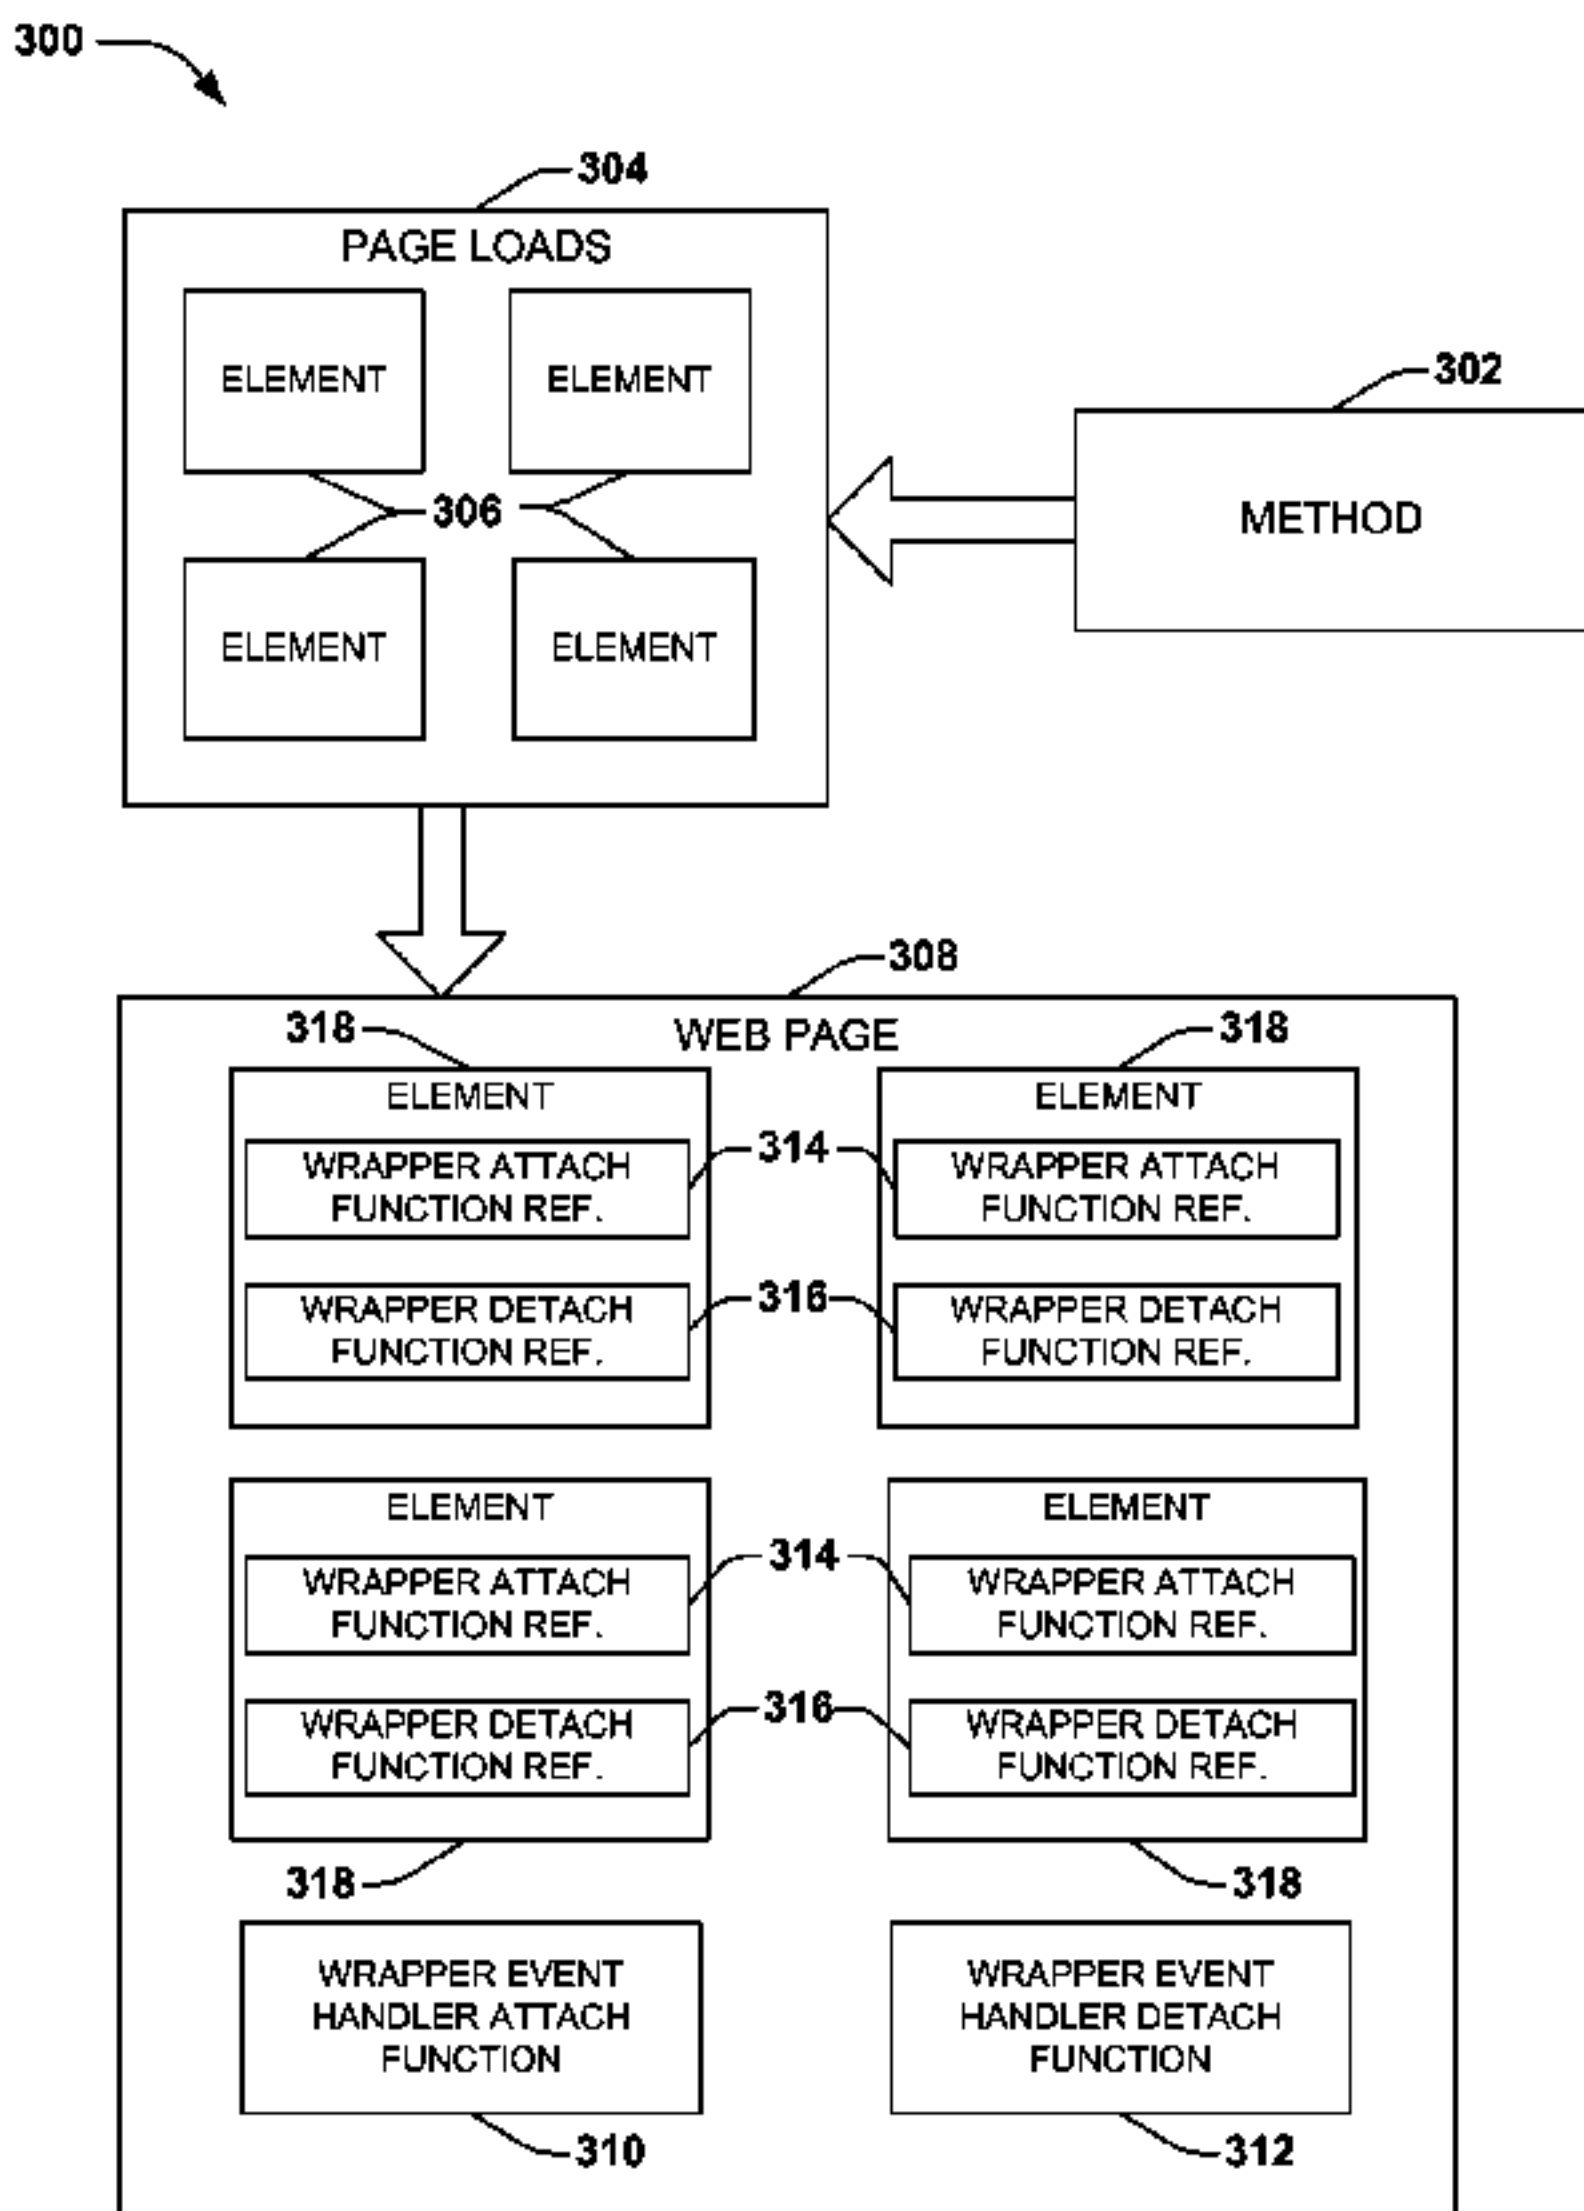 300
304
PAGE LOADS
ELEMENT
ELEMENT
302
306
METHOD
ELEMENT
ELEMENT
308
WEB PAGE
318
318
ELEMENT
ELEMENT
314
WRAPPER ATTACH
FUNCTION REF.
WRAPPER ATTACH
FUNCTION REF.
316
WRAPPER DETACH
FUNCTION REF.
WRAPPER DETACH
FUNCTION REF.
ELEMENT
ELEMENT
314
WRAPPER ATTACH
FUNCTION REF.
WRAPPER ATTACH
FUNCTION REF.
316
WRAPPER DETACH
FUNCTION REF.
WRAPPER DETACH
FUNCTION REF.
318
318
WRAPPER EVENT
HANDLER ATTACH
FUNCTION
WRAPPER EVENT
HANDLER DETACH
FUNCTION
310
312